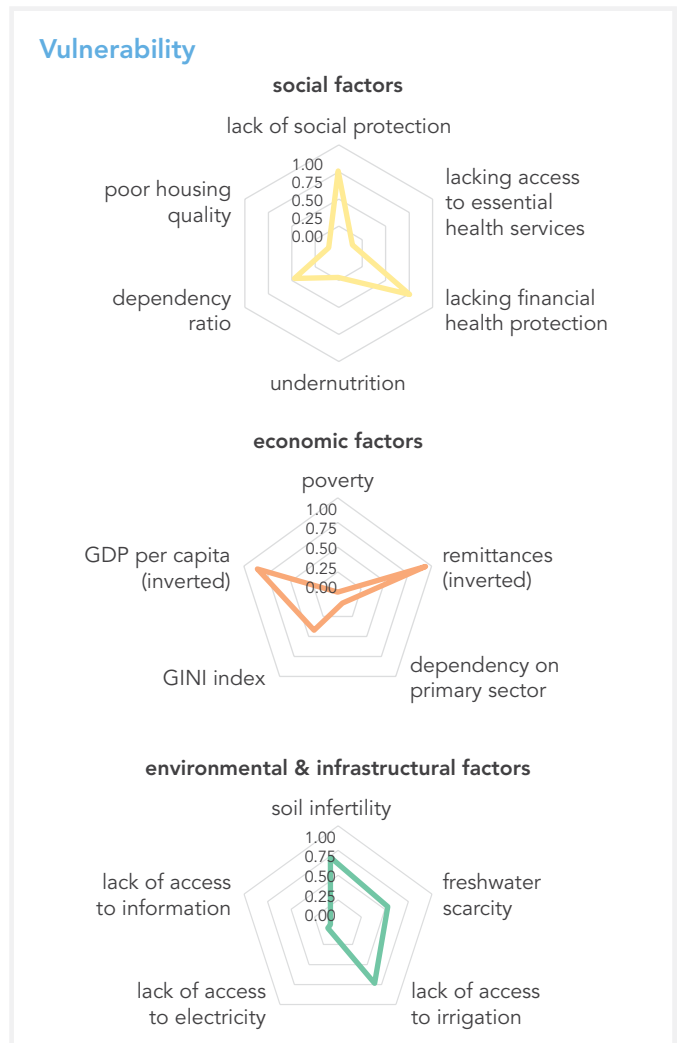 Vulnerability
social factors
lack of social protection
1.00
0.75
0.50
0.25
0.00
poor housing
quality
lacking access
to essential
health services
dependency
ratio
lacking financial
health protection
undernutrition
economic factors
poverty
1.00
0.75
0.50
0.25
0.00
GDP per capita
(inverted)
remittances
(inverted)
GINI index
dependency on
primary sector
environmental & infrastructural factors
soil infertility
1.00
0.75
0.50
0.25
0.00
lack of access
to information
freshwater
scarcity
lack of access
to electricity
lack of access
to irrigation